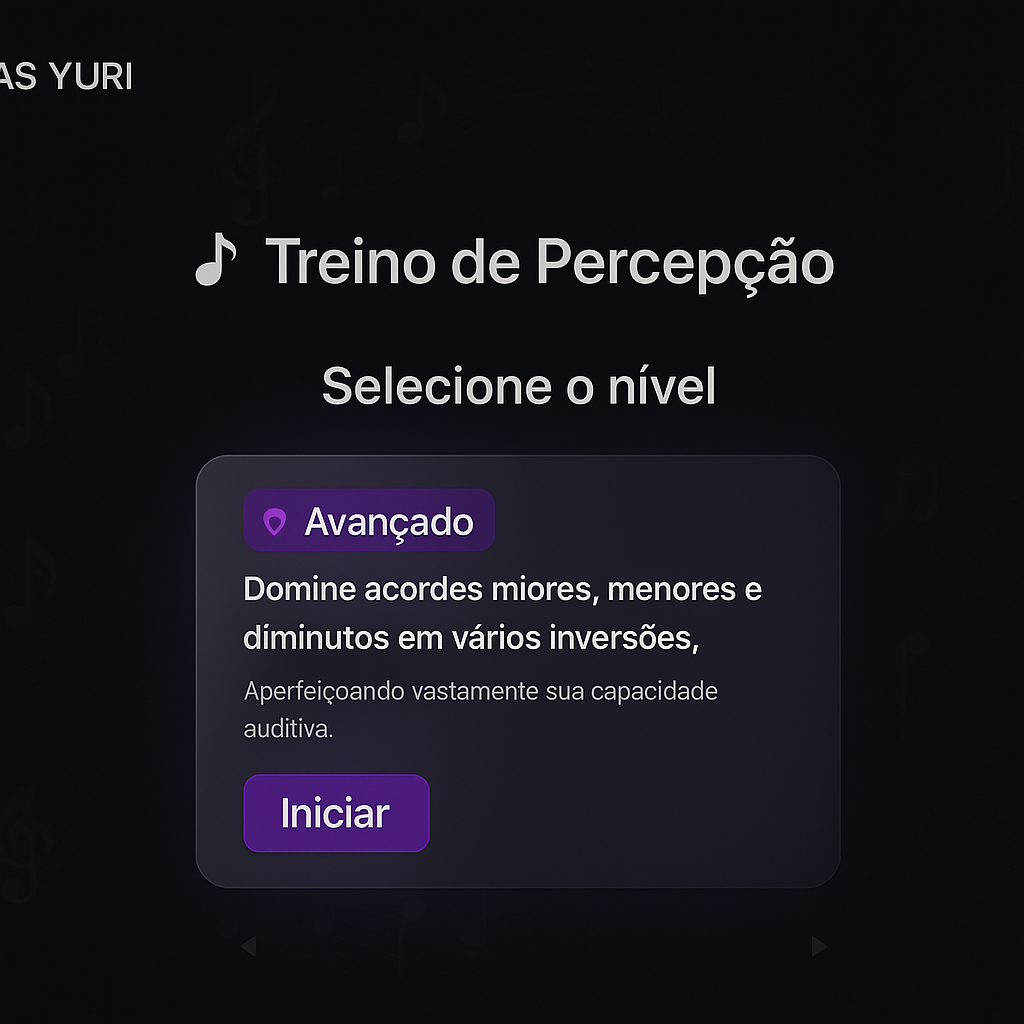 AS YURI
Treino de Percepção
Selecione o nível
Avançado
Domine acordes miores, menores e
díminutos em vários inversões,
Aperfeiçoando vastamente sua capacidade
auditiva.
Iniciar